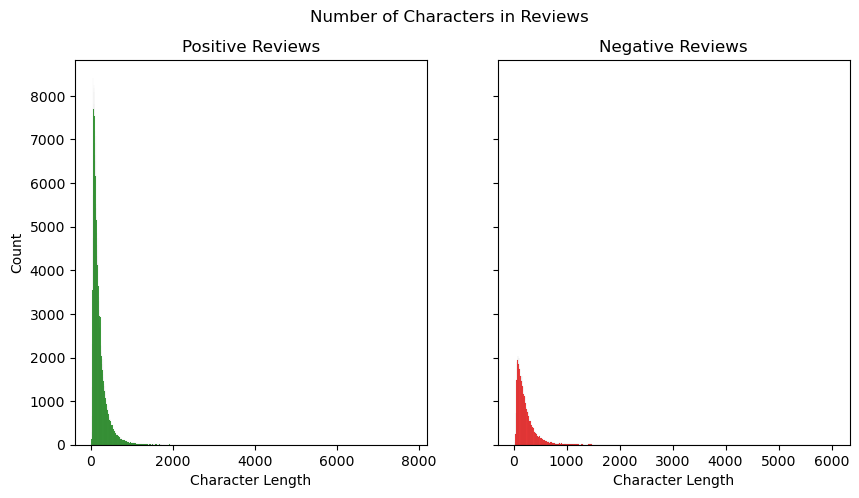 Number of Characters in Reviews
Positive Reviews
Negative Reviews
Count
8000
7000
6000
5000
4000
3000
2000
1000
0
0 2000 4000 6000 8000
Character Length
0 1000 2000 3000 4000 5000 6000
Character Length